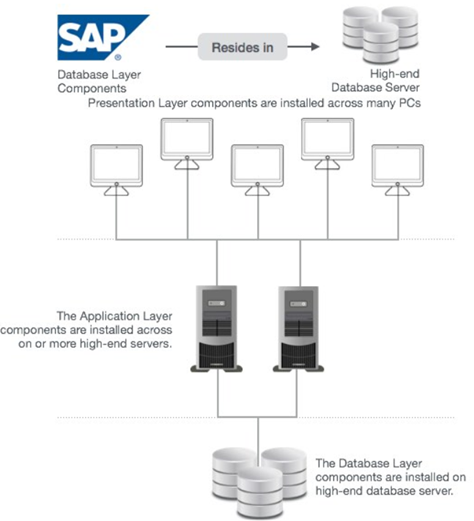 SAP
Resides in
Database Layer
Components
High-end
Database Server
Presentation Layer components are installed across many PCs
The Application Layer
components are installed across
on or more high-end servers.
The Database Layer
components are installed on
high-end database server.